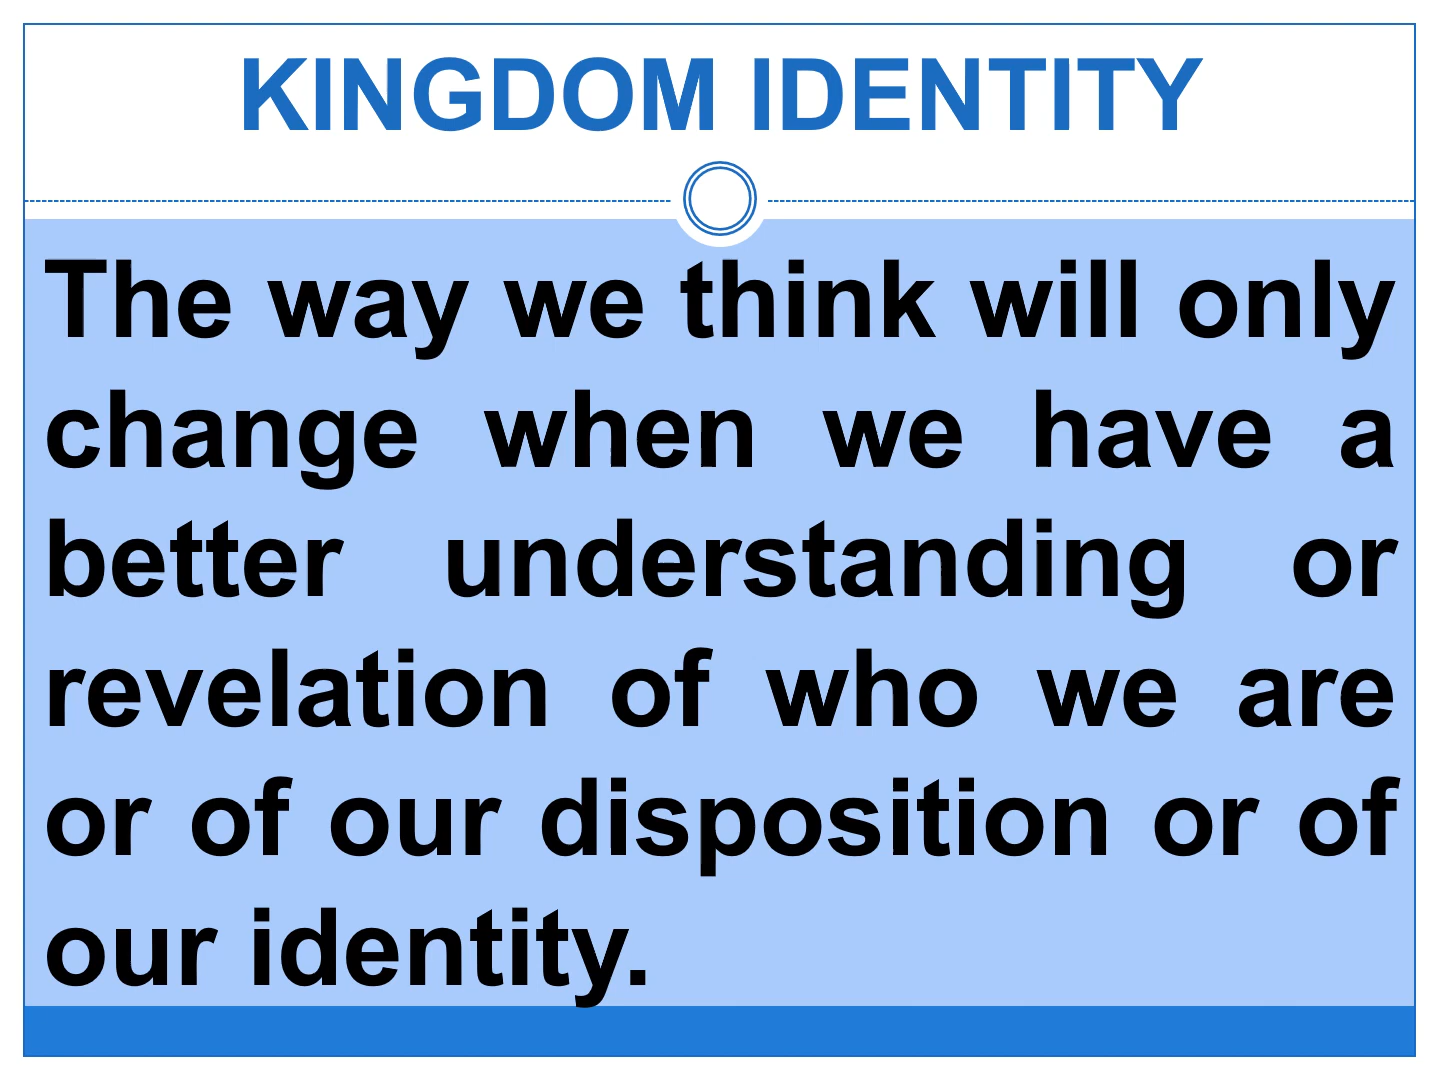 KINGDOM IDENTITY
The way we think will only
change when we have a
better understanding or
revelation of who we are
or of our disposition or of
our identity.